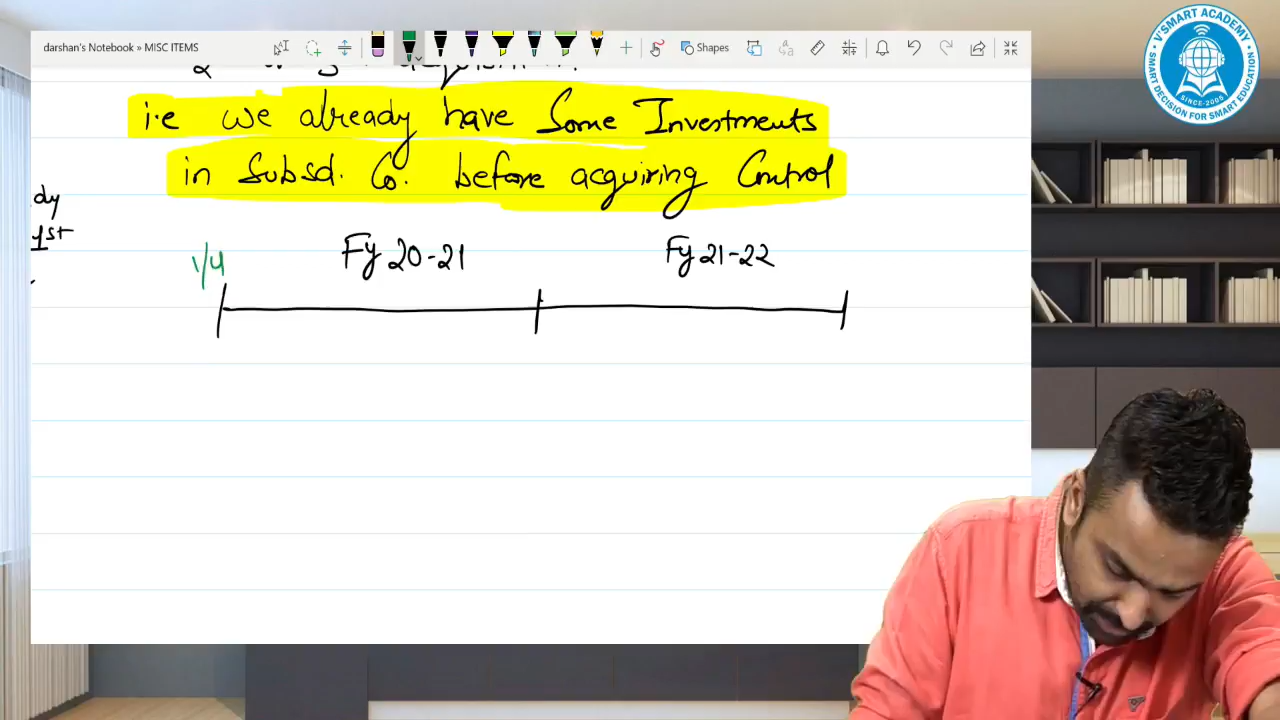 darshan's Notebook » MISC ITEMS
Shapes
i.e we already have Some Investments
in Subsd. Co. before acquiring Control
dy
yst
1/4
Fy 20-21
Fy 21-22
V'SMART ACADEMY
SINCE-2005
SMART DECISION FOR SMART EDUCATION